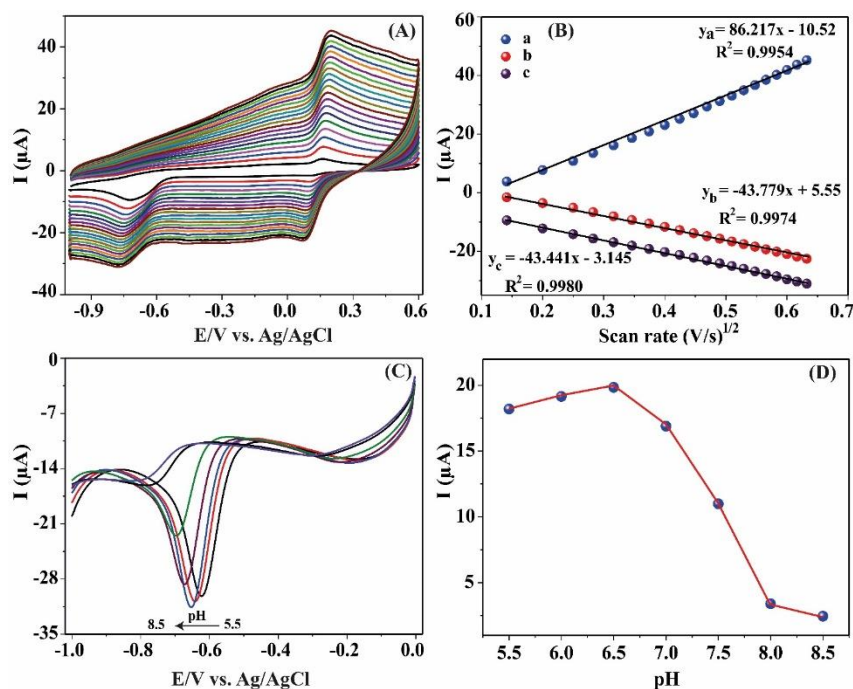 (A)
I (µA)
40
20
0
-20
-40
-0.9 -0.6 -0.3 0.0 0.3 0.6
E/V vs. Ag/AgCl
(B)
I (µA)
60
40
20
0
-20
a
b
c
yₐ= 86.217x - 10.52
R² = 0.9954
y_b = -43.779x + 5.55
R² = 0.9974
y_c = -43.441x - 3.145
R² = 0.9980
0.1 0.2 0.3 0.4 0.5 0.6 0.7
Scan rate (V/s)^1/2
(C)
I (µA)
0
-7
-14
-21
-28
-35
pH
8.5 ← 5.5
-1.0 -0.8 -0.6 -0.4 -0.2 0.0
E/V vs. Ag/AgCl
(D)
I (µA)
20
15
10
5
0
5.5 6.0 6.5 7.0 7.5 8.0 8.5
pH